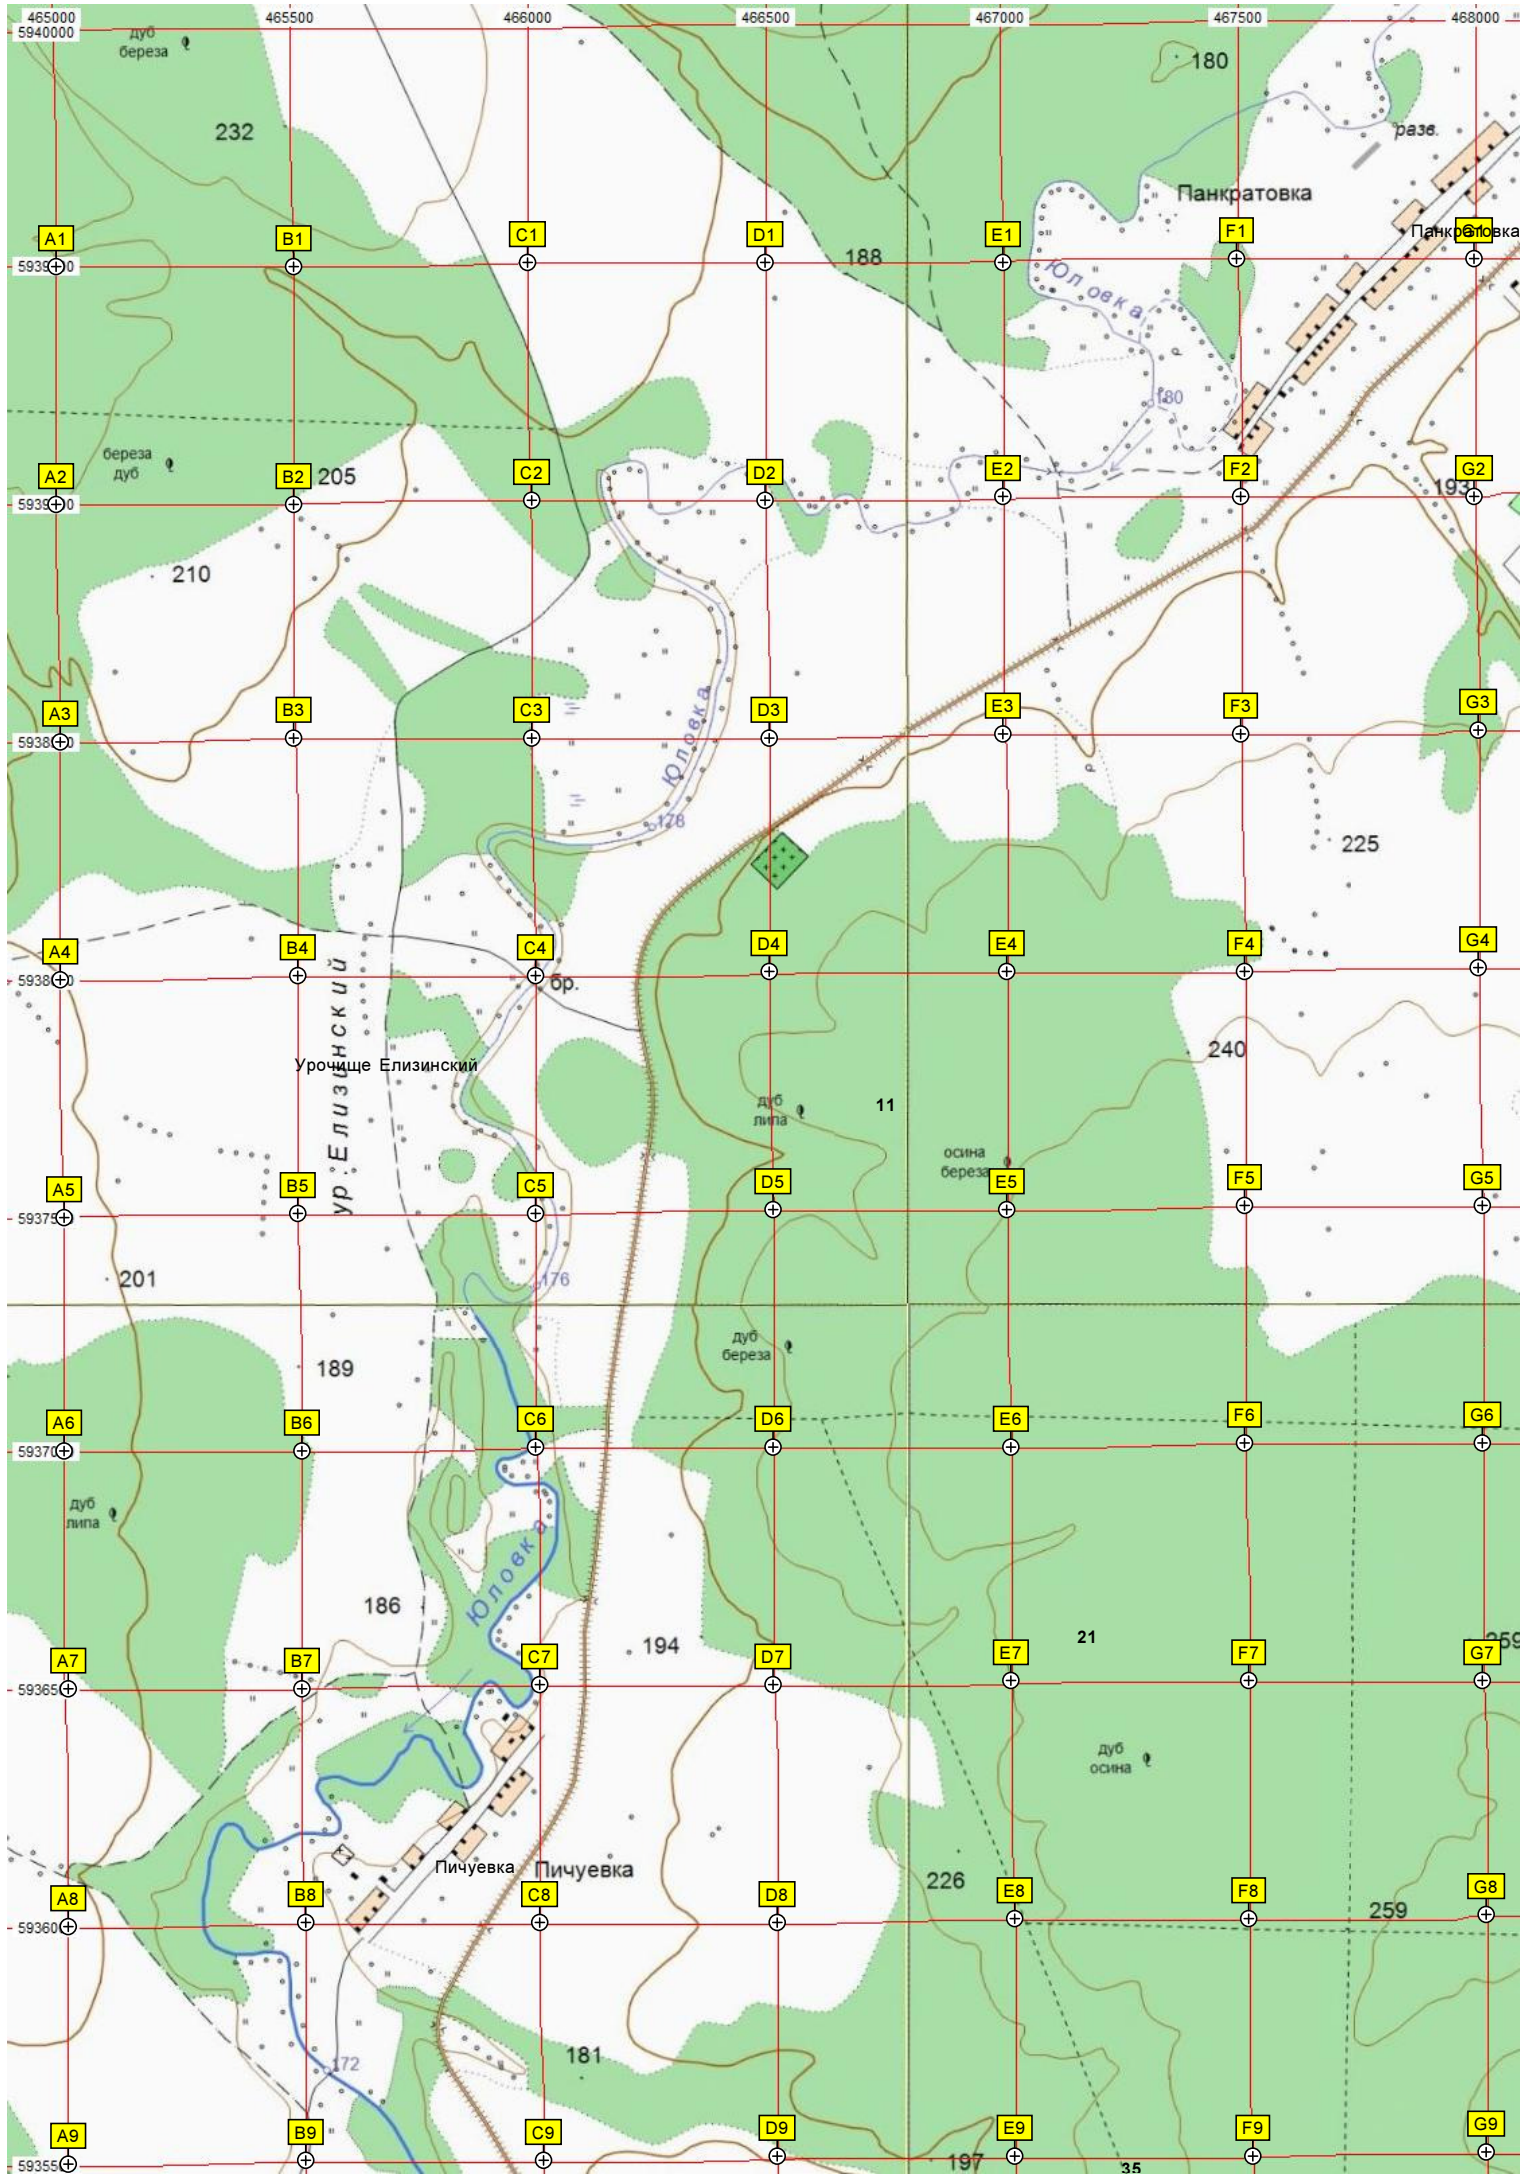 465000 465500 466000 466500 467000 467500 468000
5940000
дуб
береза
180
232
разв.
Панкратовка
A1 B1 C1 D1 E1 F1
Панкратовка
188
Юловка
180
береза
дуб
A2 B2 C2 D2 E2 F2 G2
205
193
210
A3 B3 C3 D3 E3 F3 G3
Юловка
178
225
A4 B4 C4 D4 E4 F4 G4
бр.
ур. Елизинский
Урочище Елизинский
240
дуб
липа
11
осина
береза
A5 B5 C5 D5 E5 F5 G5
201
176
189
дуб
береза
A6 B6 C6 D6 E6 F6 G6
дуб
липа
Юловка
186
194
21
259
A7 B7 C7 D7 E7 F7 G7
дуб
осина
Пичуевка
Пичуевка
226
A8 B8 C8 D8 E8 F8 G8
259
172
181
A9 B9 C9 D9 E9 F9 G9
197
35